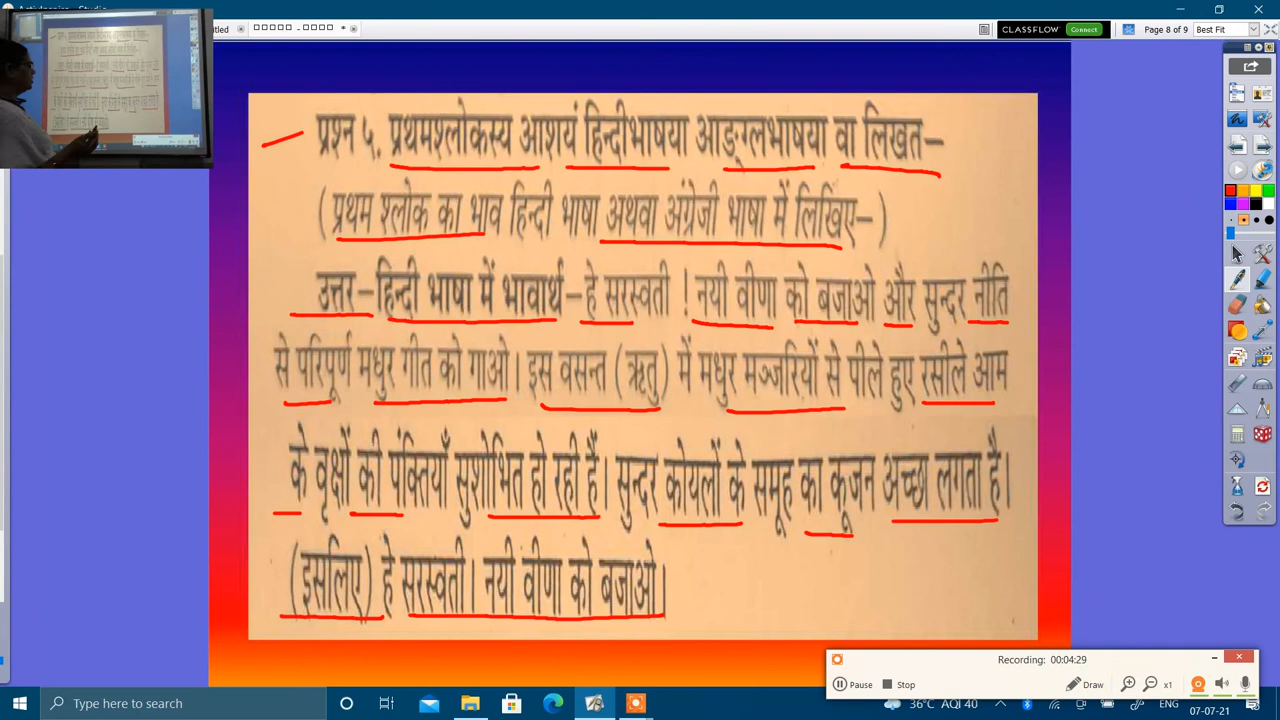 ntitled
CLASSFLOW Connect
Page 8 of 9
Best Fit
प्रश्न ५. प्रथमश्लोकस्य आशयं हिन्दीभाषया आङ्ग्लभाषया वा लिखत-
( प्रथम श्लोक का भाव हिन्दी भाषा अथवा अंग्रेजी भाषा में लिखिए- )
उत्तर-हिन्दी भाषा में भावार्थ-हे सरस्वती ! नयी वीणा को बजाओ और सुन्दर नीति
से परिपूर्ण मधुर गीत को गाओ। इस वसन्त (ऋतु) में मधुर मञ्जरियों से पीले हुए रसीले आम
के वृक्षों की पंक्तियाँ सुशोभित हो रही हैं। सुन्दर कोयलों के समूह का कूजन अच्छा लगता है।
(इसलिए) हे सरस्वती। नयी वीणा को बजाओ।
Recording: 00:04:29
Pause Stop Draw x1
Type here to search
36°C AQI 40
ENG
07-07-21